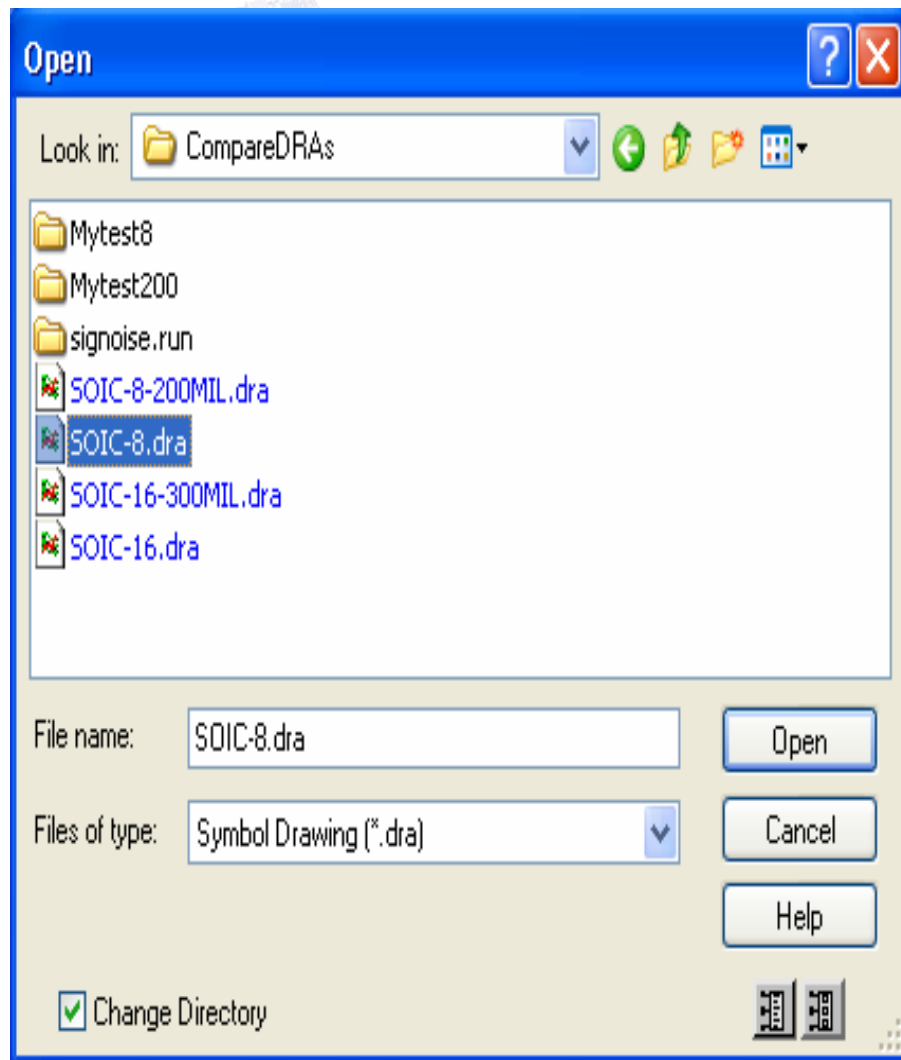 Open
Look in: CompareDRAs
Mytest8
Mytest200
signoise.run
SOIC-8-200MIL.dra
SOIC-8.dra
SOIC-16-300MIL.dra
SOIC-16.dra
File name: SOIC-8.dra Open
Files of type: Symbol Drawing (*.dra) Cancel
Help
Change Directory